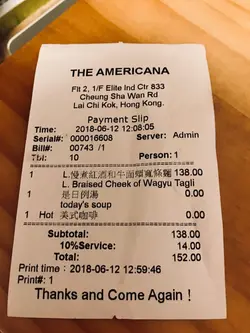 THE AMERICANA
Flt 2, 1/F Elite Ind Ctr 833
Cheung Sha Wan Rd
Lai Chi Kok, Hong Kong.
Payment Slip
Time: 2018-06-12 12:08:05
Serial#: 000016608 Server: Admin
Bill#: 00743 /1
Tbl: 10 Person: 1
1 L.慢煮紅酒和牛面頰寬條麵 138.00
L. Braised Cheek of Wagyu Tagli
1 是日例湯 0.00
today's soup
1 Hot 美式咖啡 0.00
Subtotal: 138.00
10%Service: 14.00
Total: 152.00
Print time : 2018-06-12 12:59:46
Print#: 1
Thanks and Come Again !